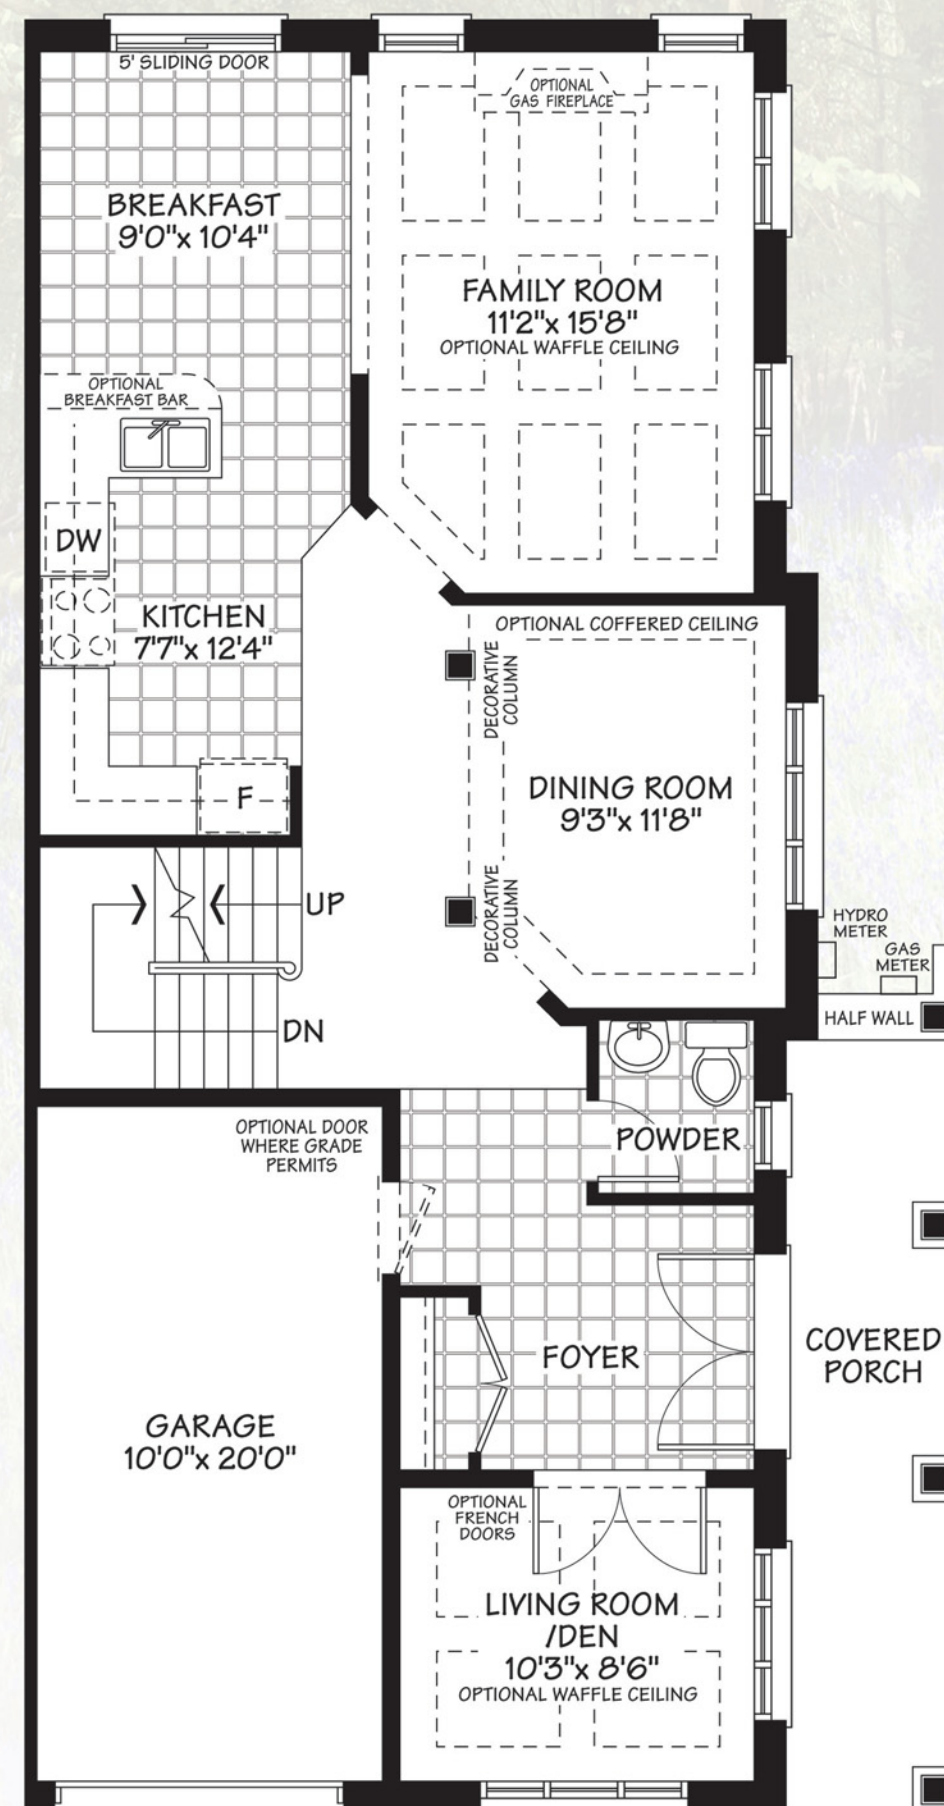 5' SLIDING DOOR
OPTIONAL
GAS FIREPLACE
BREAKFAST
9'0"x 10'4"
FAMILY ROOM
11'2"x 15'8"
OPTIONAL WAFFLE CEILING
OPTIONAL
BREAKFAST BAR
DW
KITCHEN
7'7"x 12'4"
OPTIONAL COFFERED CEILING
DECORATIVE
COLUMN
DINING ROOM
9'3"x 11'8"
F
DECORATIVE
COLUMN
UP
HYDRO
METER
GAS
METER
HALF WALL
DN
OPTIONAL DOOR
WHERE GRADE
PERMITS
POWDER
FOYER
COVERED
PORCH
GARAGE
10'0"x 20'0"
OPTIONAL
FRENCH
DOORS
LIVING ROOM
/DEN
10'3"x 8'6"
OPTIONAL WAFFLE CEILING